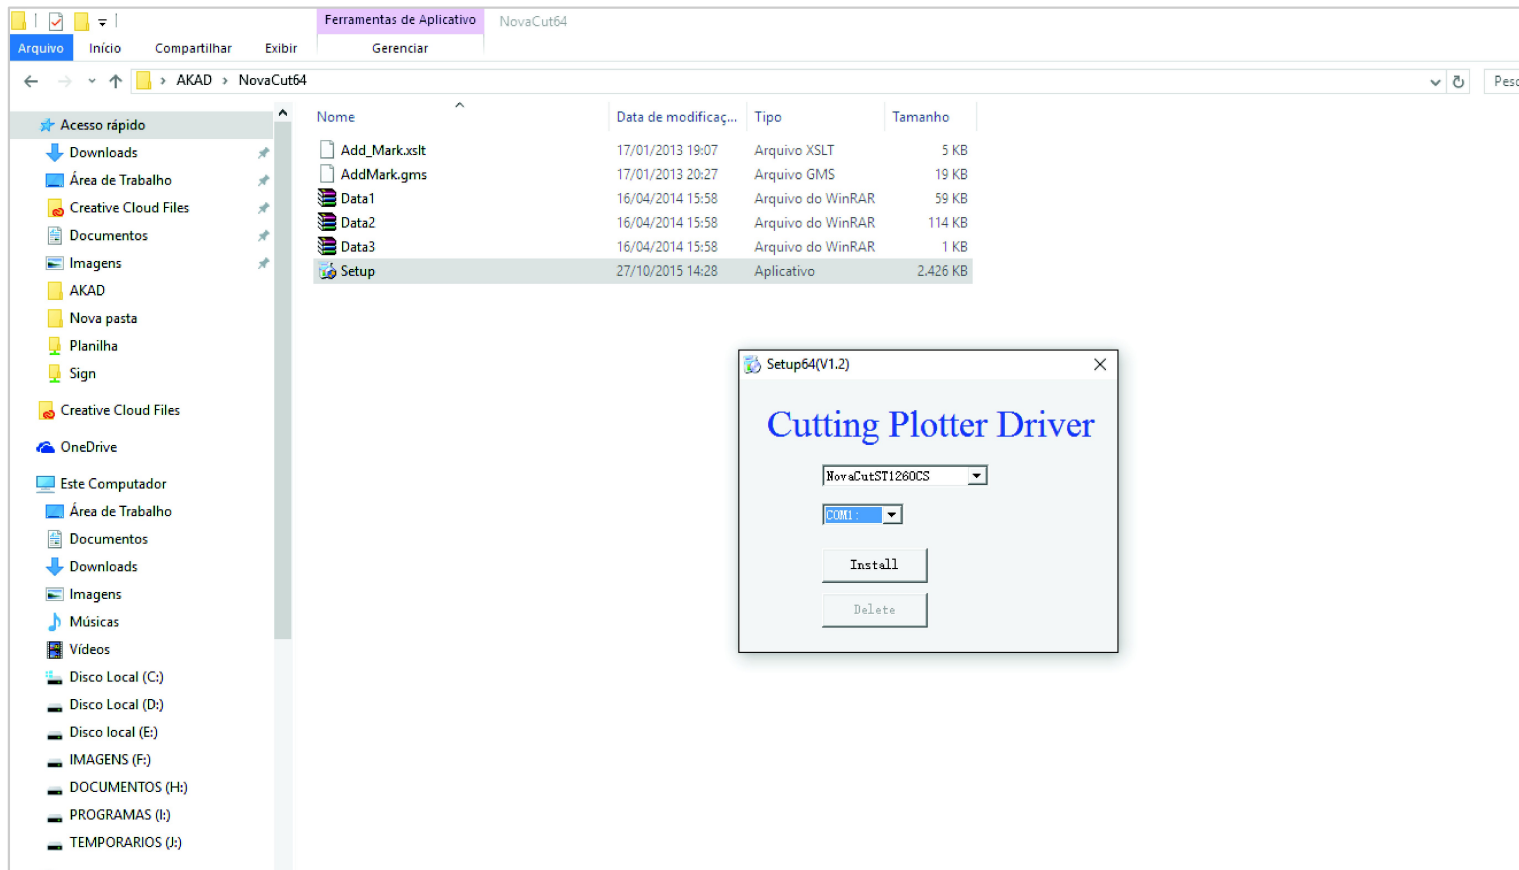 Ferramentas de Aplicativo NovaCut64
Arquivo Início Compartilhar Exibir Gerenciar
AKAD NovaCut64
Acesso rápido
Downloads
Área de Trabalho
Creative Cloud Files
Documentos
Imagens
AKAD
Nova pasta
Planilha
Sign
Creative Cloud Files
OneDrive
Este Computador
Área de Trabalho
Documentos
Downloads
Imagens
Músicas
Vídeos
Disco Local (C:)
Disco Local (D:)
Disco local (E:)
IMAGENS (F:)
DOCUMENTOS (H:)
PROGRAMAS (I:)
TEMPORARIOS (J:)
Nome Data de modificaç... Tipo Tamanho
Add_Mark.xslt 17/01/2013 19:07 Arquivo XSLT 5 KB
AddMark.gms 17/01/2013 20:27 Arquivo GMS 19 KB
Data1 16/04/2014 15:58 Arquivo do WinRAR 59 KB
Data2 16/04/2014 15:58 Arquivo do WinRAR 114 KB
Data3 16/04/2014 15:58 Arquivo do WinRAR 1 KB
Setup 27/10/2015 14:28 Aplicativo 2.426 KB
Setup64(V1.2)
Cutting Plotter Driver
NovaCutST1260CS
COM1:
Install
Delete